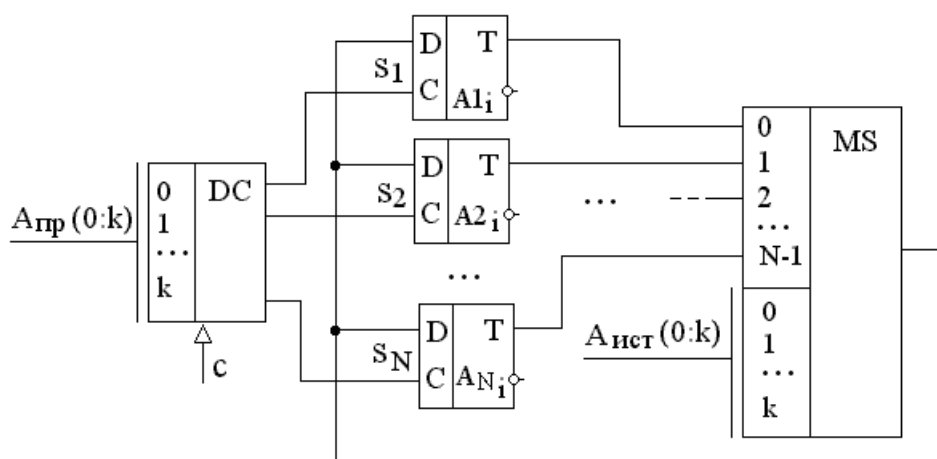 D T
S1
C A1i
D T
S2
C A2i
...
D T
SN
C ANi
Aпр (0:k)
0 DC
1
...
k
c
... 
0 MS
1
2
...
N-1
Aист (0:k)
0
1
...
k